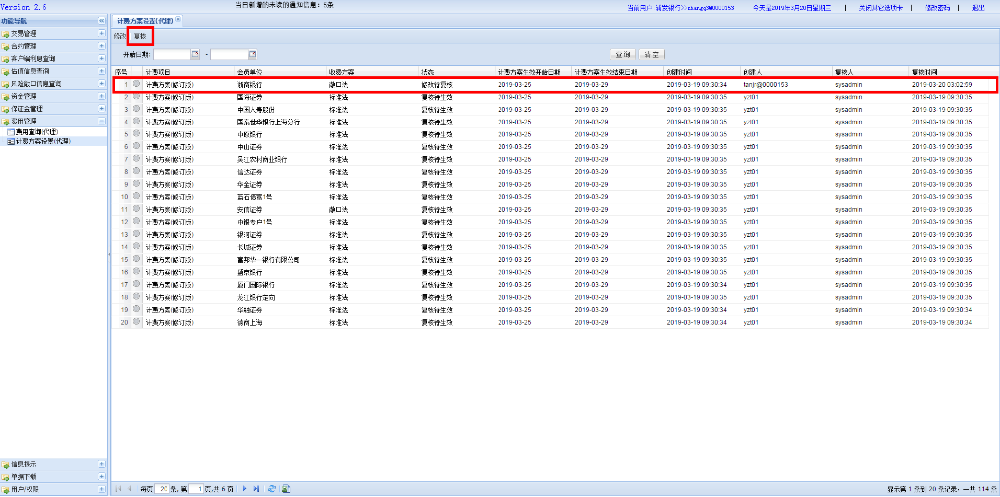 Version 2.6
当日新增的未读的通知信息：5条
当前用户:浦发银行>>zhangq3@0000153 今天是2019年3月20日星期三 | 关闭其它选项卡 | 修改密码 | 退出
功能导航
交易管理
合约管理
客户端利息查询
估值信息查询
风险敞口信息查询
资金管理
保证金管理
费用管理
费用查询(代理)
计费方案设置(代理)
信息提示
单据下载
用户/权限
计费方案设置(代理)
修改 复核
开始日期: - 查询 清空
序号 计费项目 会员单位 收费方案 状态 计费方案生效开始日期 计费方案生效结束日期 创建时间 创建人 复核人 复核时间
1 计费方案(修订版) 浙商银行 敞口法 修改待复核 2019-03-25 2019-03-29 2019-03-19 09:30:34 tanjr@0000153 sysadmin 2019-03-20 03:02:59
2 计费方案(修订版) 国海证券 标准法 复核待生效 2019-03-25 2019-03-29 2019-03-19 09:30:35 yzt01 sysadmin 2019-03-19 09:30:35
3 计费方案(修订版) 中国人寿股份 标准法 复核待生效 2019-03-25 2019-03-29 2019-03-19 09:30:35 yzt01 sysadmin 2019-03-19 09:30:35
4 计费方案(修订版) 国泰世华银行上海分行 标准法 复核待生效 2019-03-25 2019-03-29 2019-03-19 09:30:35 yzt01 sysadmin 2019-03-19 09:30:35
5 计费方案(修订版) 中原银行 标准法 复核待生效 2019-03-25 2019-03-29 2019-03-19 09:30:35 yzt01 sysadmin 2019-03-19 09:30:35
6 计费方案(修订版) 中山证券 标准法 复核待生效 2019-03-25 2019-03-29 2019-03-19 09:30:35 yzt01 sysadmin 2019-03-19 09:30:35
7 计费方案(修订版) 吴江农村商业银行 标准法 复核待生效 2019-03-25 2019-03-29 2019-03-19 09:30:35 yzt01 sysadmin 2019-03-19 09:30:35
8 计费方案(修订版) 信达证券 标准法 复核待生效 2019-03-25 2019-03-29 2019-03-19 09:30:35 yzt01 sysadmin 2019-03-19 09:30:35
9 计费方案(修订版) 华金证券 标准法 复核待生效 2019-03-25 2019-03-29 2019-03-19 09:30:35 yzt01 sysadmin 2019-03-19 09:30:35
10 计费方案(修订版) 蓝石债富1号 标准法 复核待生效 2019-03-25 2019-03-29 2019-03-19 09:30:35 yzt01 sysadmin 2019-03-19 09:30:35
11 计费方案(修订版) 安信证券 敞口法 复核待生效 2019-03-25 2019-03-29 2019-03-19 09:30:35 yzt01 sysadmin 2019-03-19 09:30:35
12 计费方案(修订版) 中银专户1号 标准法 复核待生效 2019-03-25 2019-03-29 2019-03-19 09:30:35 yzt01 sysadmin 2019-03-19 09:30:35
13 计费方案(修订版) 银河证券 标准法 复核待生效 2019-03-25 2019-03-29 2019-03-19 09:30:35 yzt01 sysadmin 2019-03-19 09:30:35
14 计费方案(修订版) 长城证券 标准法 复核待生效 2019-03-25 2019-03-29 2019-03-19 09:30:35 yzt01 sysadmin 2019-03-19 09:30:35
15 计费方案(修订版) 富邦华一银行有限公司 标准法 复核待生效 2019-03-25 2019-03-29 2019-03-19 09:30:35 yzt01 sysadmin 2019-03-19 09:30:35
16 计费方案(修订版) 盛京银行 标准法 复核待生效 2019-03-25 2019-03-29 2019-03-19 09:30:35 yzt01 sysadmin 2019-03-19 09:30:35
17 计费方案(修订版) 厦门国际银行 标准法 复核待生效 2019-03-25 2019-03-29 2019-03-19 09:30:34 yzt01 sysadmin 2019-03-19 09:30:35
18 计费方案(修订版) 龙江银行定向 标准法 复核待生效 2019-03-25 2019-03-29 2019-03-19 09:30:35 yzt01 sysadmin 2019-03-19 09:30:35
19 计费方案(修订版) 华融证券 标准法 复核待生效 2019-03-25 2019-03-29 2019-03-19 09:30:34 yzt01 sysadmin 2019-03-19 09:30:34
20 计费方案(修订版) 德商上海 标准法 复核待生效 2019-03-25 2019-03-29 2019-03-19 09:30:34 yzt01 sysadmin 2019-03-19 09:30:34
每页 20 条, 第 1 页,共 6 页 显示第 1 条到 20 条记录，一共 114 条